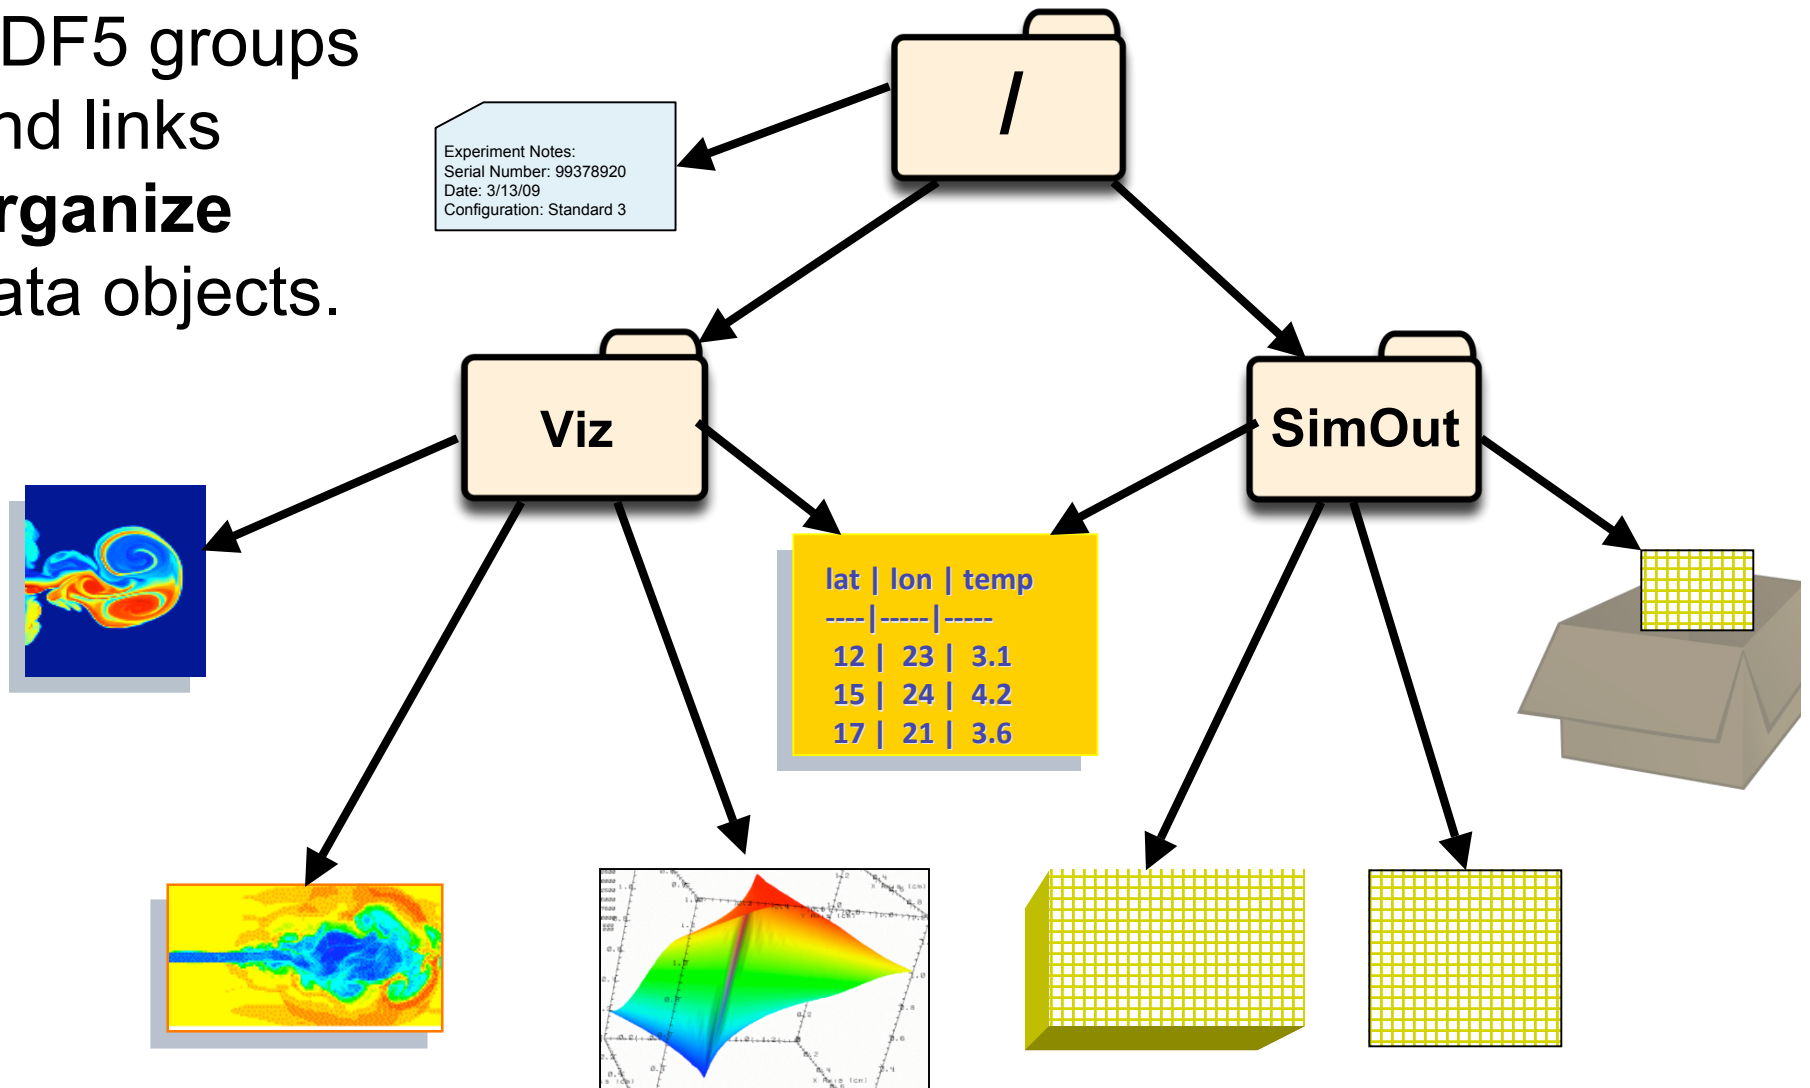 DF5 groups
nd links
rganize
ata objects.
/
Experiment Notes:
Serial Number: 99378920
Date: 3/13/09
Configuration: Standard 3
Viz
SimOut
lat | lon | temp
----|-----|-----
12 | 23 | 3.1
15 | 24 | 4.2
17 | 21 | 3.6